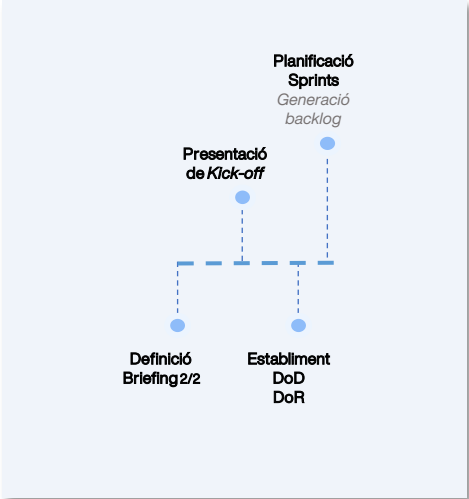 Planificació
Sprints
Generació
backlog
Presentació
de Kick-off
Definició
Briefing 2/2
Establiment
DoD
DoR